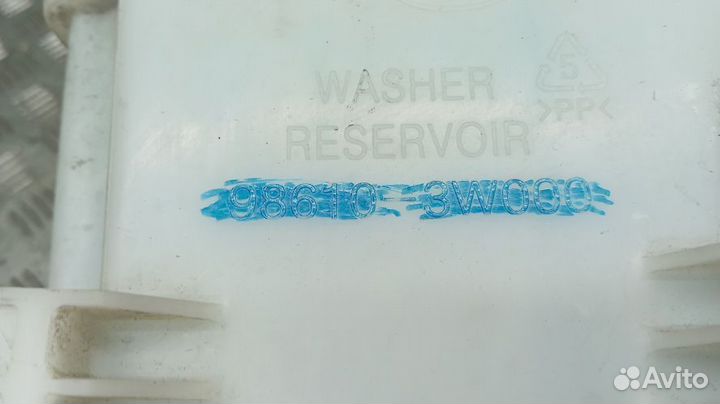 WASHER
RESERVOIR
5
>PP<
98610-3W000
Avito